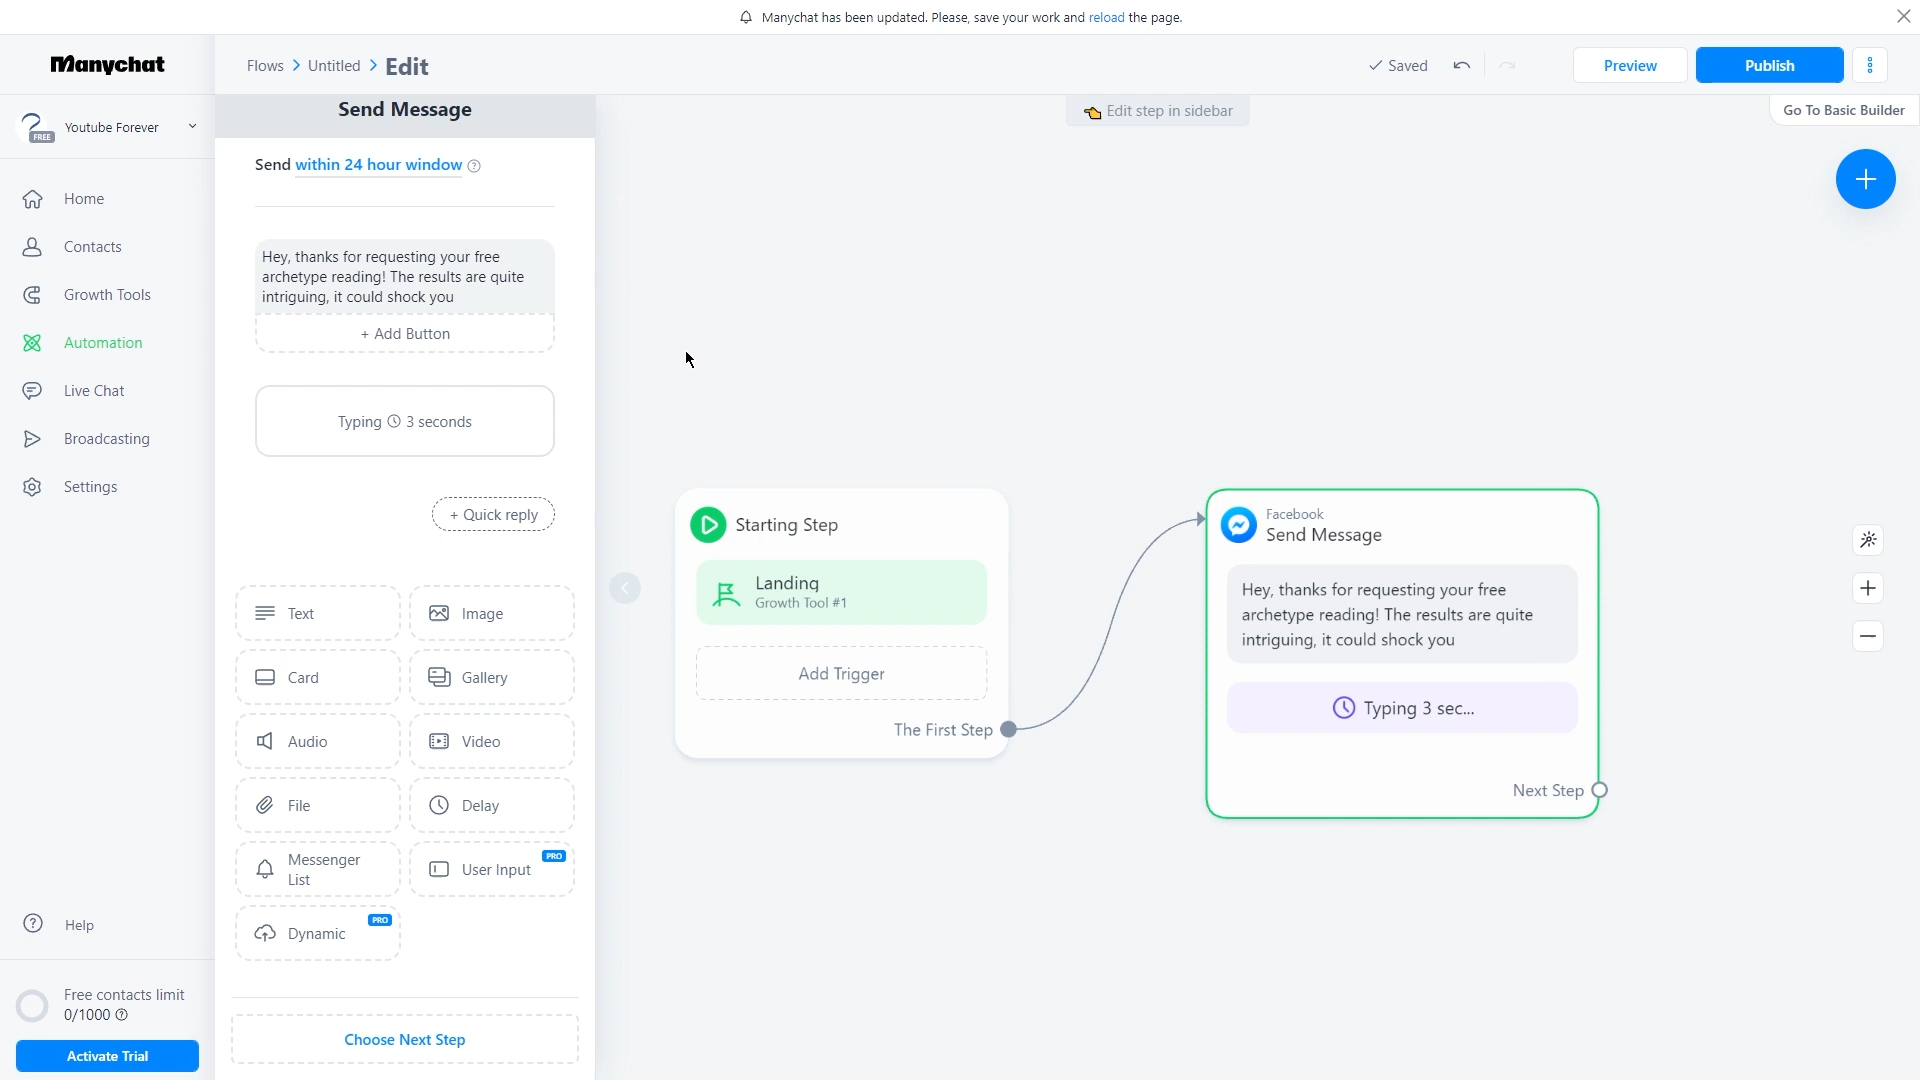 Manychat has been updated. Please, save your work and reload the page.
Manychat
Flows
Untitled
Edit
Saved
Preview
Publish
FREE
Youtube Forever
Home
Contacts
Growth Tools
Automation
Live Chat
Broadcasting
Settings
Help
Free contacts limit
0/1000
Activate Trial
Send Message
Send within 24 hour window
Hey, thanks for requesting your free
archetype reading! The results are quite
intriguing, it could shock you
+ Add Button
Typing 3 seconds
+ Quick reply
Text
Image
Card
Gallery
Audio
Video
File
Delay
Messenger
List
User Input
PRO
Dynamic
PRO
Choose Next Step
Edit step in sidebar
Go To Basic Builder
Starting Step
Landing
Growth Tool #1
Add Trigger
The First Step
Facebook
Send Message
Hey, thanks for requesting your free
archetype reading! The results are quite
intriguing, it could shock you
Typing 3 sec...
Next Step